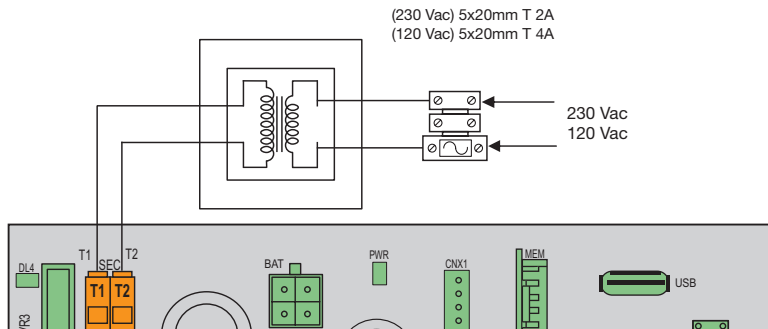 (230 Vac) 5x20mm T 2A
(120 Vac) 5x20mm T 4A
230 Vac
120 Vac
T1 T2
SEC
DL4
T1 T2
BAT
PWR
CNX1
MEM
USB